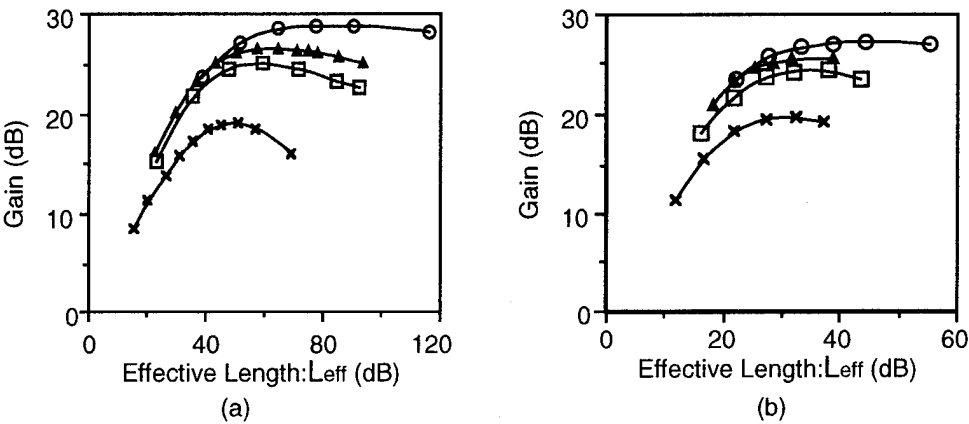 30
20
10
0
Gain (dB)
0 40 80 120
Effective Length:Leff (dB)
(a)
30
20
10
0
Gain (dB)
0 20 40 60
Effective Length:Leff (dB)
(b)